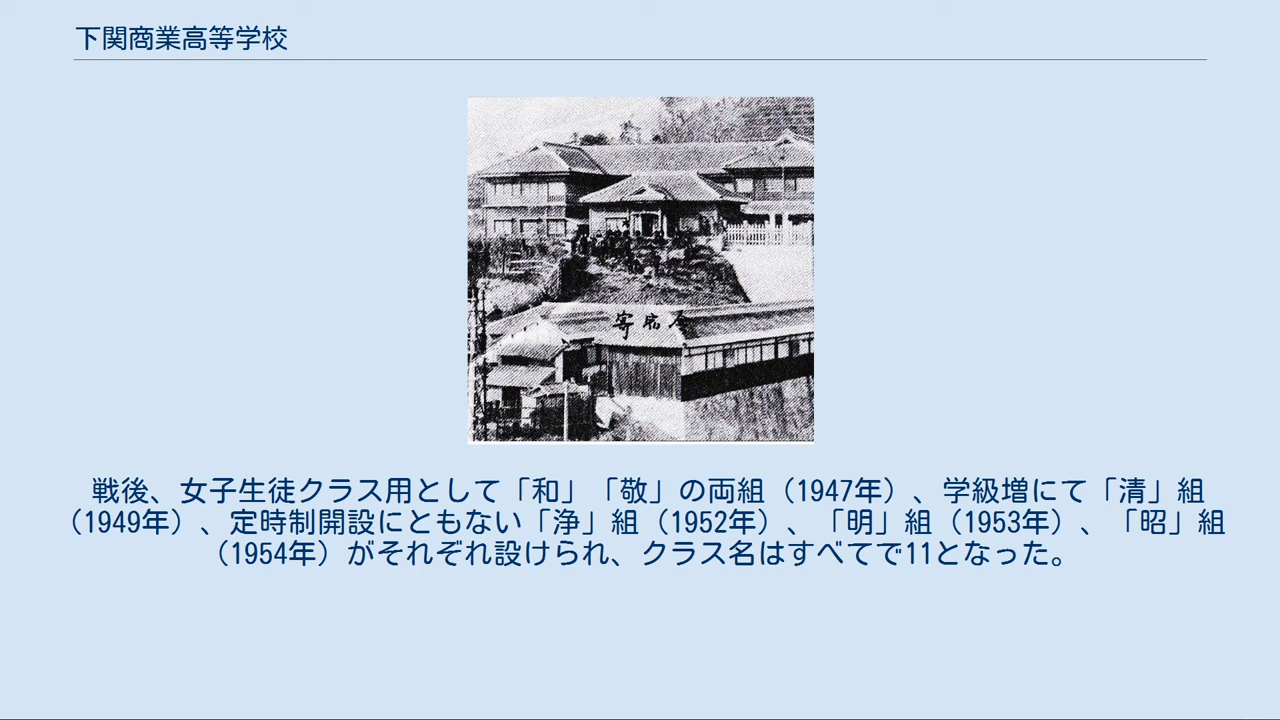 下関商業高等学校
寄宿舎
戦後、女子生徒クラス用として「和」「敬」の両組（1947年）、学級増にて「清」組
（1949年）、定時制開設にともない「浄」組（1952年）、「明」組（1953年）、「昭」組
（1954年）がそれぞれ設けられ、クラス名はすべてで11となった。